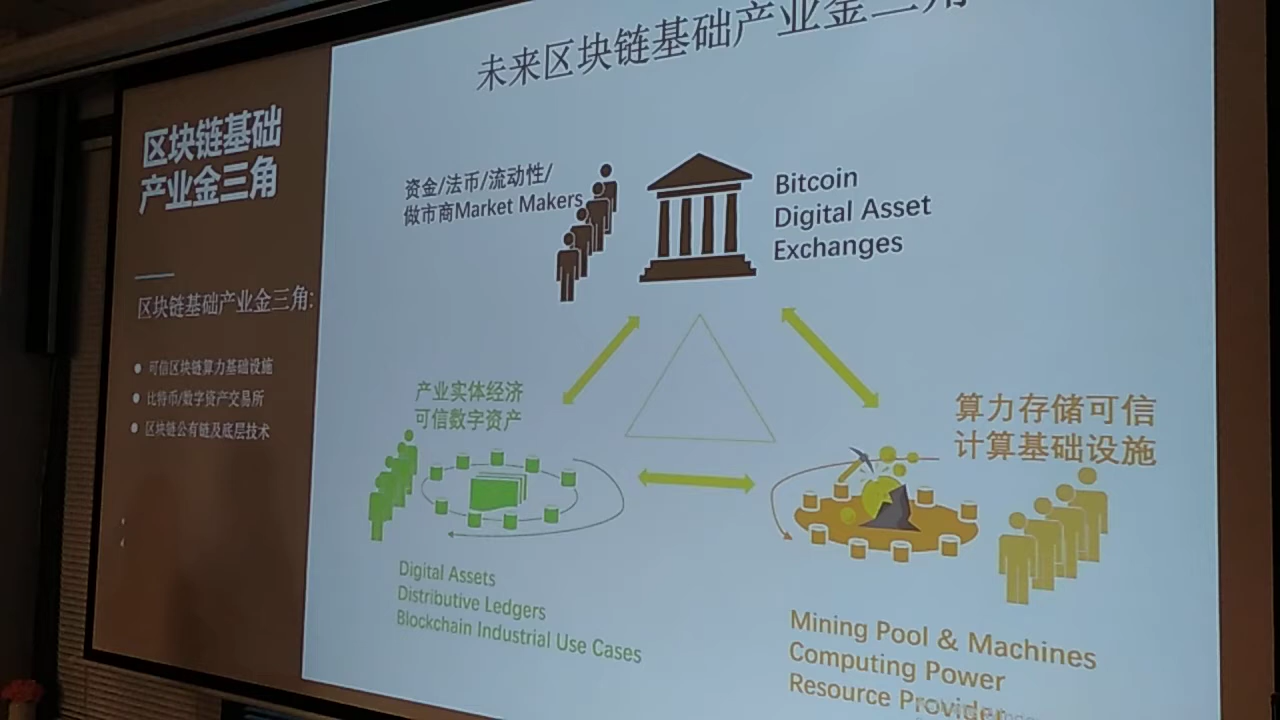 区块链基础
产业金三角
区块链基础产业金三角:
可信区块链算力基础设施
比特币/数字资产交易所
区块链公有链及底层技术
未来区块链基础产业金三角
资金/法币/流动性/
做市商Market Makers
Bitcoin
Digital Asset
Exchanges
产业实体经济
可信数字资产
算力存储可信
计算基础设施
Digital Assets
Distributive Ledgers
Blockchain Industrial Use Cases
Mining Pool & Machines
Computing Power
Resource Provider